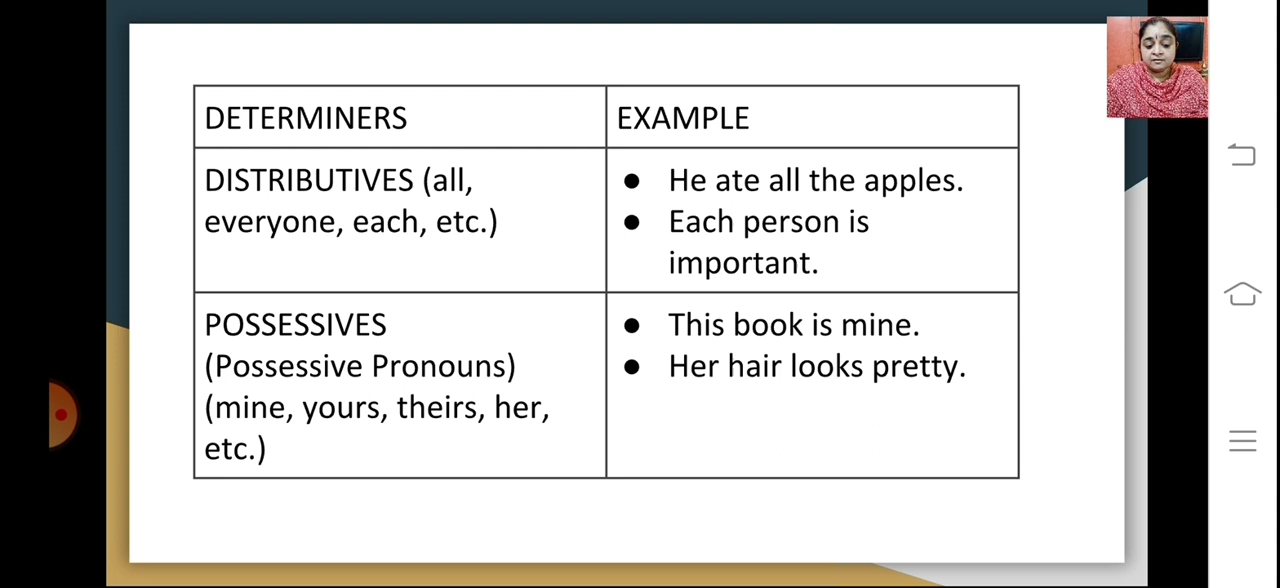 DETERMINERS
EXAMPLE
DISTRIBUTIVES (all,
everyone, each, etc.)
● He ate all the apples.
● Each person is
important.
POSSESSIVES
(Possessive Pronouns)
(mine, yours, theirs, her,
etc.)
● This book is mine.
● Her hair looks pretty.